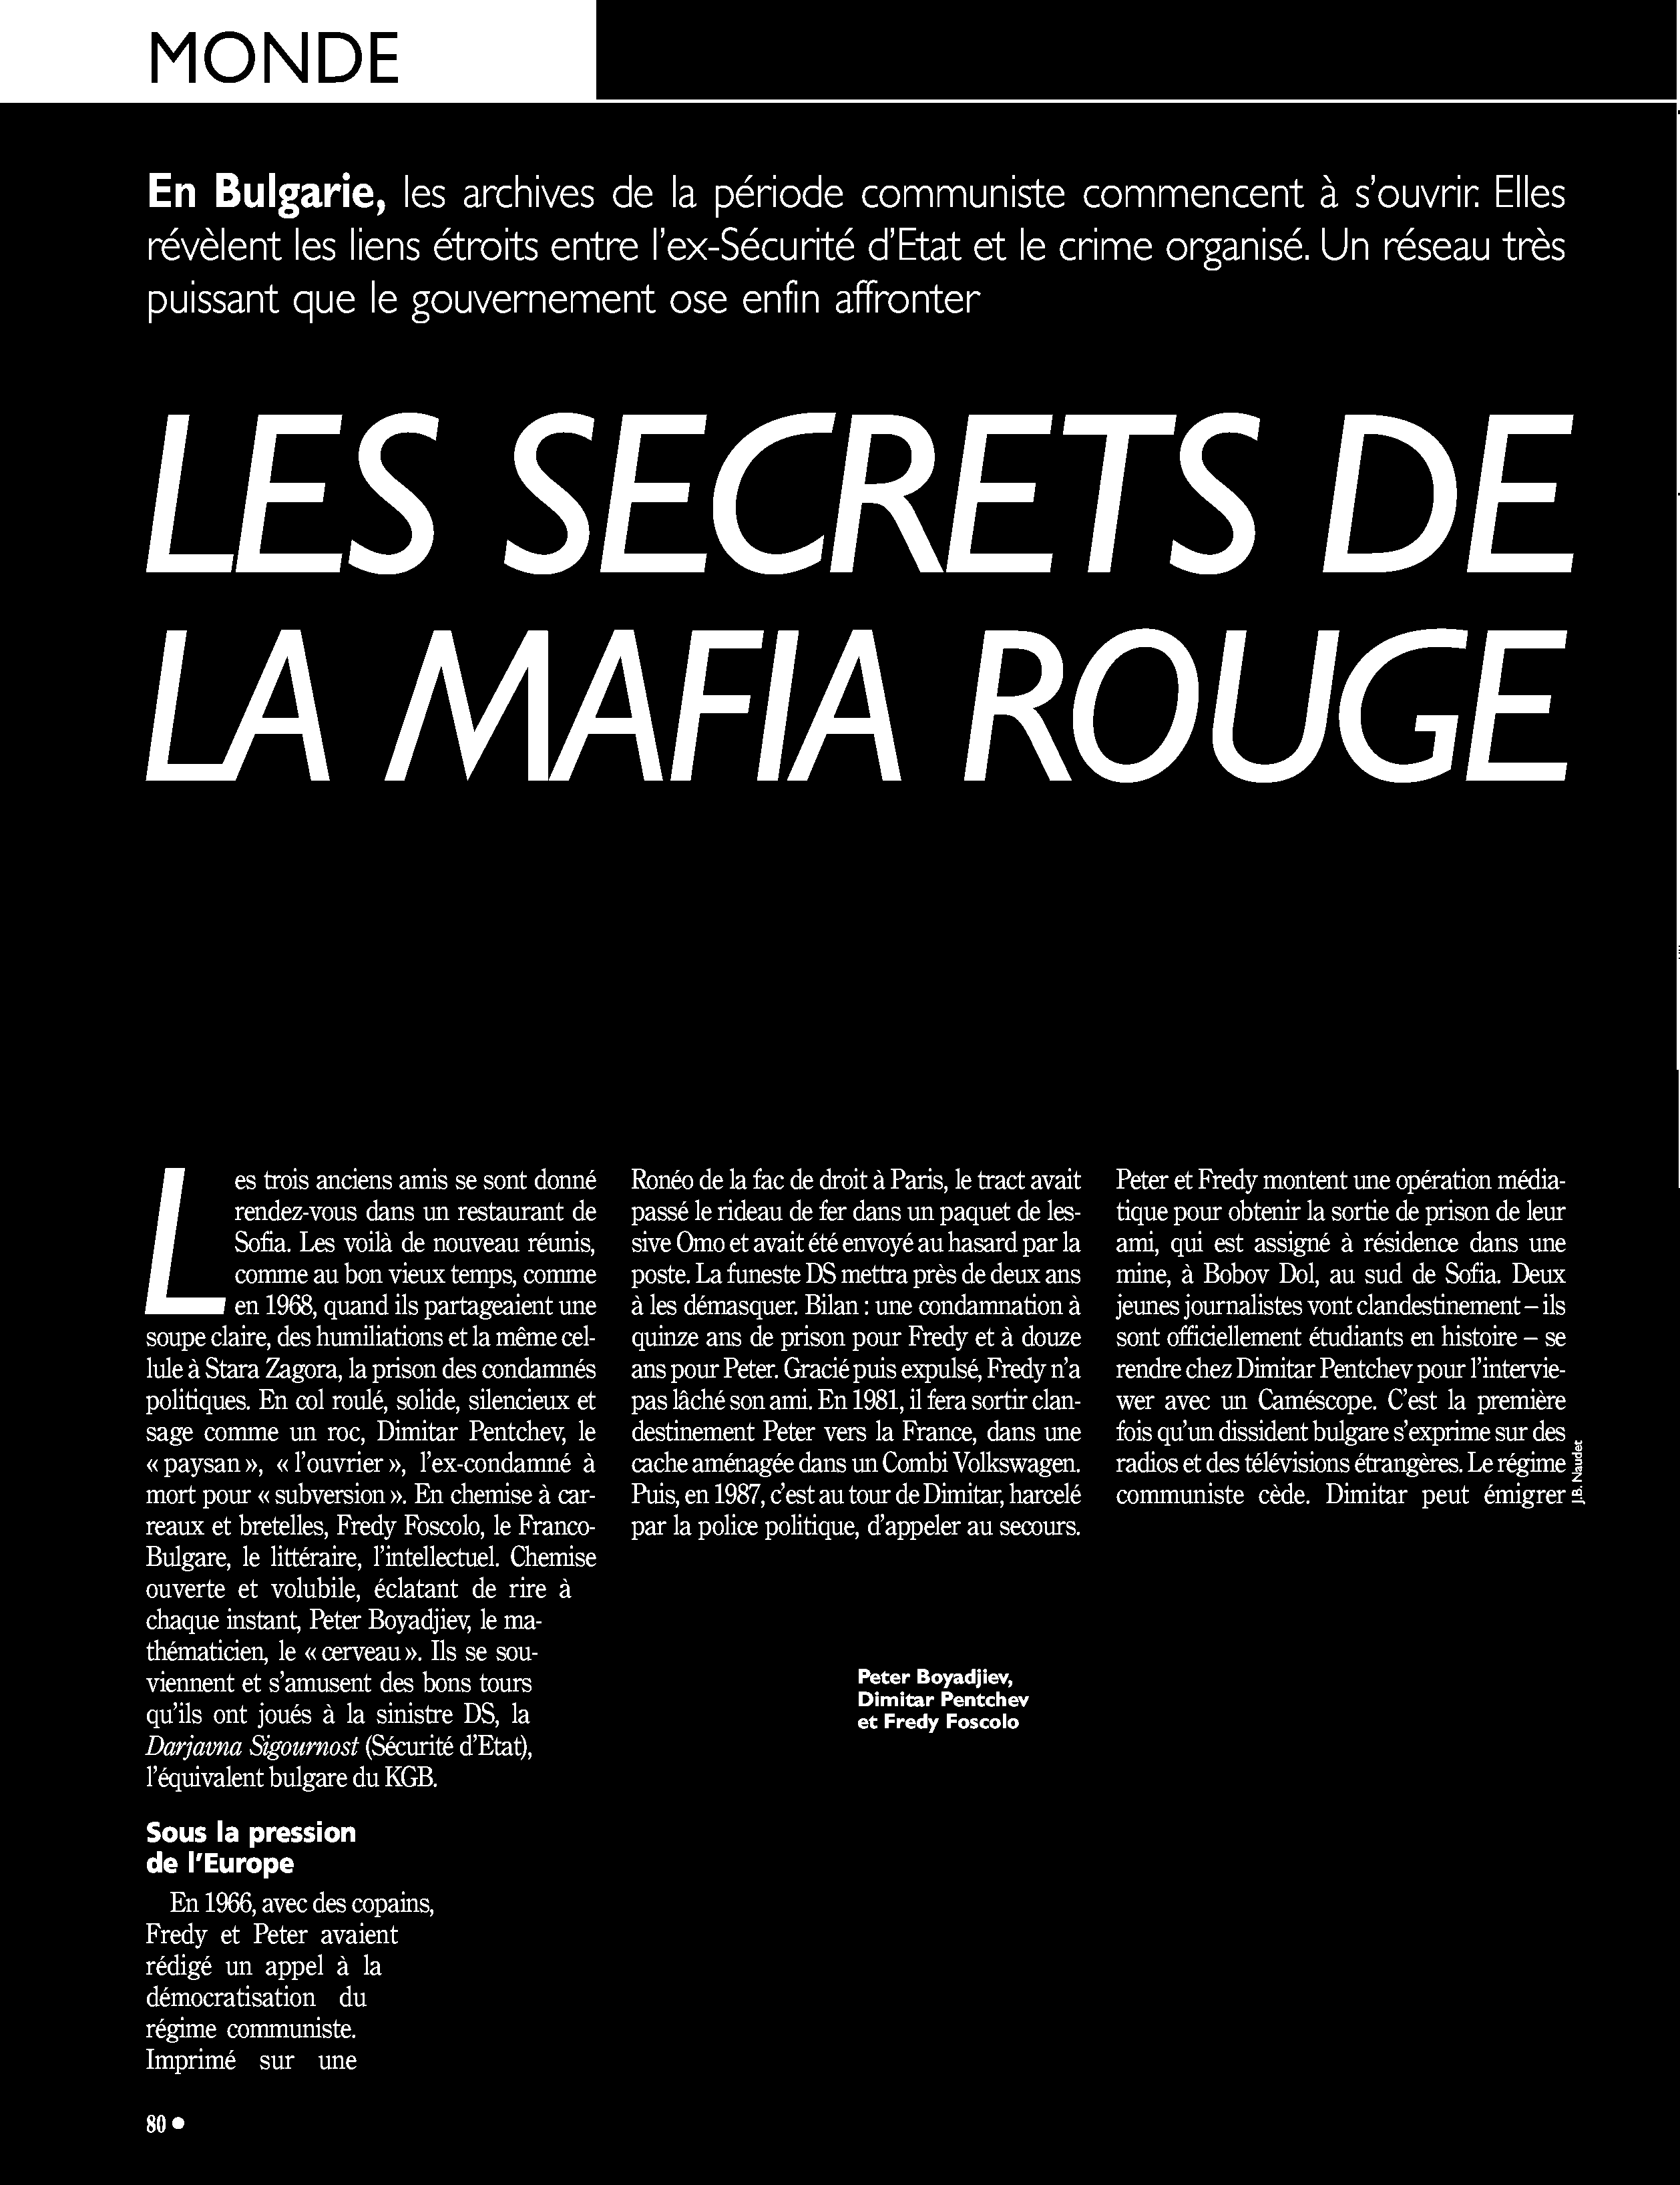 MONDE
En Bulgarie, les archives de la période communiste commencent à s’ouvrir. Elles
révèlent les liens étroits entre l’ex-Sécurité d’Etat et le crime organisé. Un réseau très
puissant que le gouvernement ose enfin affronter
LES SECRETS DE
LA MAFIA ROUGE
Les trois anciens amis se sont donné
rendez-vous dans un restaurant de
Sofia. Les voilà de nouveau réunis,
comme au bon vieux temps, comme
en 1968, quand ils partageaient une
soupe claire, des humiliations et la même cel-
lule à Stara Zagora, la prison des condamnés
politiques. En col roulé, solide, silencieux et
sage comme un roc, Dimitar Pentchev, le
« paysan », « l’ouvrier », l’ex-condamné à
mort pour « subversion ». En chemise à car-
reaux et bretelles, Fredy Foscolo, le Franco-
Bulgare, le littéraire, l’intellectuel. Chemise
ouverte et volubile, éclatant de rire à
chaque instant, Peter Boyadjiev, le ma-
thématicien, le « cerveau ». Ils se sou-
viennent et s’amusent des bons tours
qu’ils ont joués à la sinistre DS, la
Darjavna Sigournost (Sécurité d’Etat),
l’équivalent bulgare du KGB.
Sous la pression
de l’Europe
En 1966, avec des copains,
Fredy et Peter avaient
rédigé un appel à la
démocratisation du
régime communiste.
Imprimé sur une
Ronéo de la fac de droit à Paris, le tract avait
passé le rideau de fer dans un paquet de les-
sive Omo et avait été envoyé au hasard par la
poste. La funeste DS mettra près de deux ans
à les démasquer. Bilan : une condamnation à
quinze ans de prison pour Fredy et à douze
ans pour Peter. Gracié puis expulsé, Fredy n’a
pas lâché son ami. En 1981, il fera sortir clan-
destinement Peter vers la France, dans une
cache aménagée dans un Combi Volkswagen.
Puis, en 1987, c’est au tour de Dimitar, harcelé
par la police politique, d’appeler au secours.
Peter et Fredy montent une opération média-
tique pour obtenir la sortie de prison de leur
ami, qui est assigné à résidence dans une
mine, à Bobov Dol, au sud de Sofia. Deux
jeunes journalistes vont clandestinement – ils
sont officiellement étudiants en histoire – se
rendre chez Dimitar Pentchev pour l’intervie-
wer avec un Caméscope. C’est la première
fois qu’un dissident bulgare s’exprime sur des
radios et des télévisions étrangères. Le régime
communiste cède. Dimitar peut émigrer
J.B. Naudet
Peter Boyadjiev,
Dimitar Pentchev
et Fredy Foscolo
80 ●